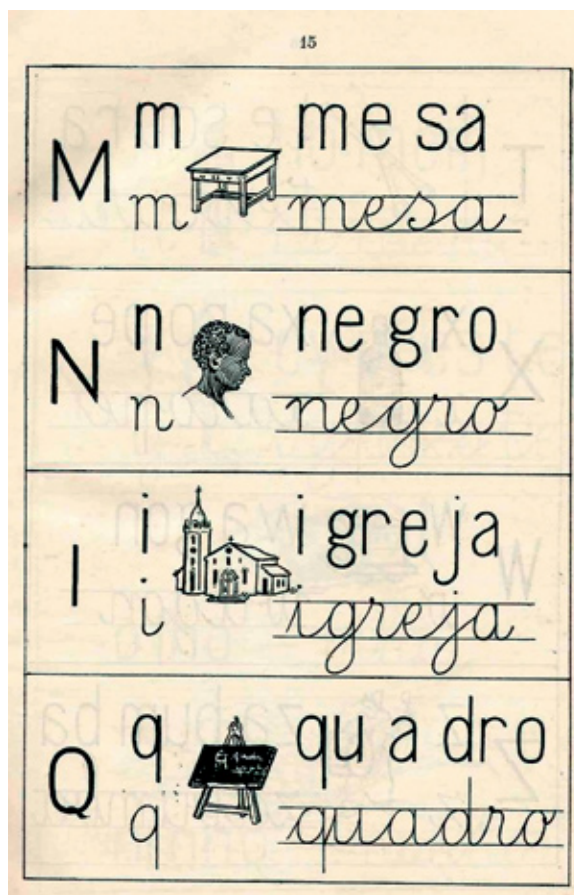 15
m me sa
M
m mesa
n ne gro
N
n negro
i i gre ja
I
i igreja
q qu a dro
Q
q quadro